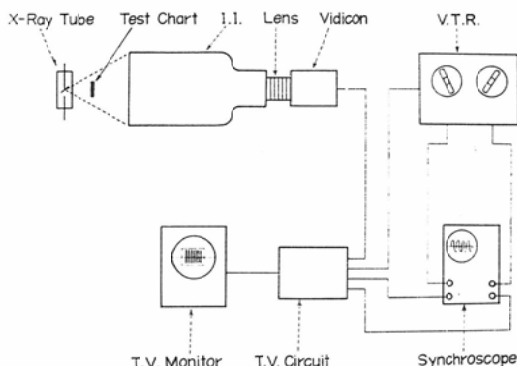 X-Ray Tube Test Chart I.I. Lens Vidicon V.T.R.
T.V. Monitor T.V. Circuit Synchroscope